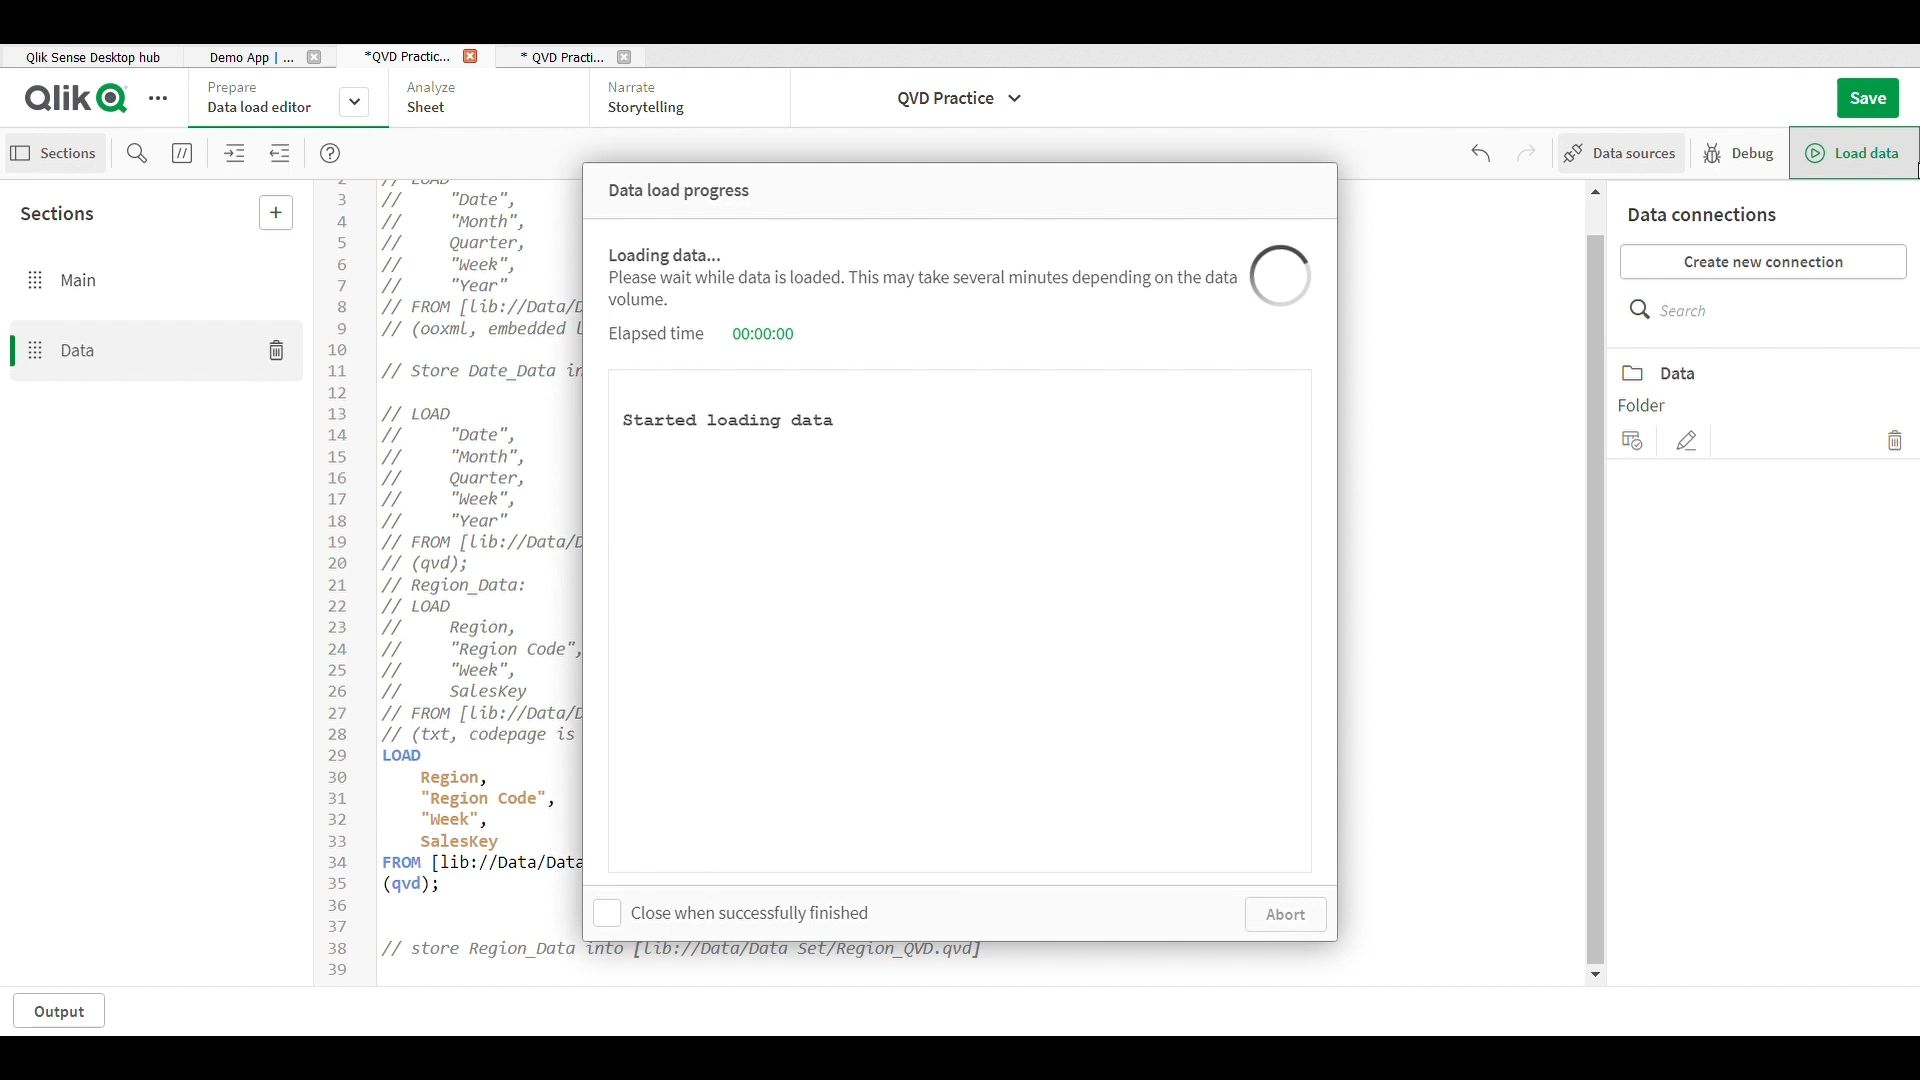 Qlik Sense Desktop hub
Demo App | ...
*QVD Practic...
* QVD Practi...
Qlik
Prepare
Data load editor
Analyze
Sheet
Narrate
Storytelling
QVD Practice
Save
Sections
Data sources
Debug
Load data
Sections
Main
Data
2 // LOAD
3 // "Date",
4 // "Month",
5 // Quarter,
6 // "Week",
7 // "Year"
8 // FROM [lib://Data/D
9 // (ooxml, embedded l
10
11 // Store Date_Data in
12
13 // LOAD
14 // "Date",
15 // "Month",
16 // Quarter,
17 // "Week",
18 // "Year"
19 // FROM [lib://Data/D
20 // (qvd);
21 // Region_Data:
22 // LOAD
23 // Region,
24 // "Region Code",
25 // "Week",
26 // SalesKey
27 // FROM [lib://Data/D
28 // (txt, codepage is
29 LOAD
30 Region,
31 "Region Code",
32 "Week",
33 SalesKey
34 FROM [lib://Data/Data
35 (qvd);
36
37
38 // store Region_Data into [lib://Data/Data Set/Region_QVD.qvd]
39
Data load progress
Loading data...
Please wait while data is loaded. This may take several minutes depending on the data
volume.
Elapsed time 00:00:00
Started loading data
Close when successfully finished
Abort
Data connections
Create new connection
Search
Data
Folder
Output